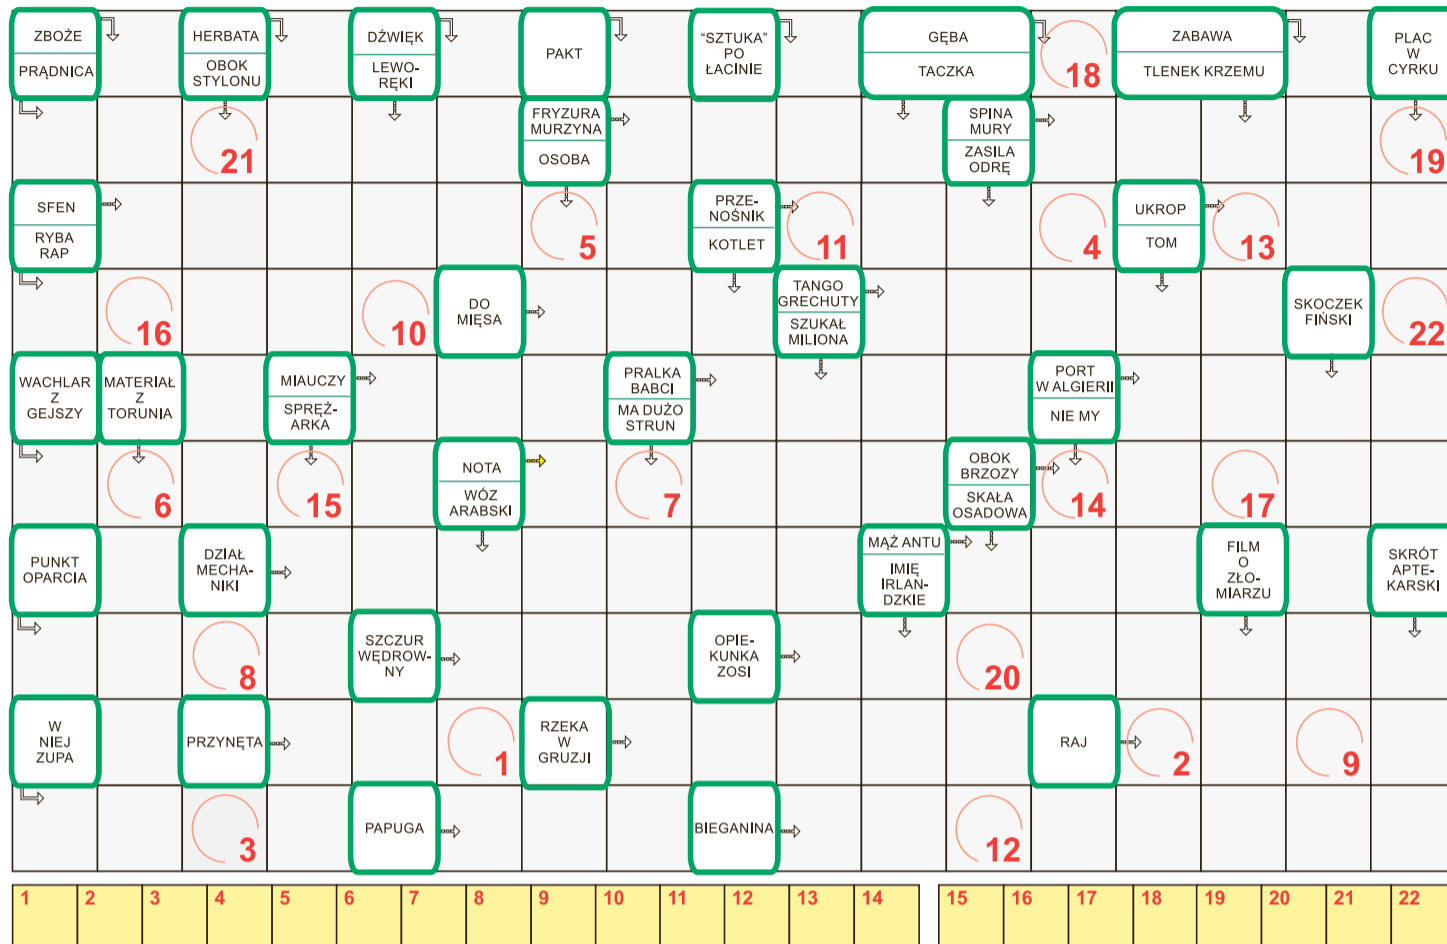 ZBOŻE
PRĄDNICA
HERBATA
OBOK
STYLONU
DŹWIĘK
LEWO-
RĘKI
PAKT
"SZTUKA"
PO
ŁACINIE
GĘBA
TACZKA
18
ZABAWA
TLENEK KRZEMU
PLAC
W
CYRKU
21
FRYZURA
MURZYNA
OSOBA
SPINA
MURY
ZASILA
ODRĘ
19
SFEN
RYBA
RAP
5
PRZE-
NOŚNIK
KOTLET
11
4
UKROP
TOM
13
16
10
DO
MIĘSA
TANGO
GRECHUTY
SZUKAŁ
MILIONA
SKOCZEK
FIŃSKI
22
WACHLARZ
Z
GEJSZY
MATERIAŁ
Z
TORUNIA
MIAUCZY
SPRĘŻ-
ARKA
PRALKA
BABCI
MA DUŻO
STRUN
PORT
W ALGIERII
NIE MY
6
15
NOTA
WÓZ
ARABSKI
7
OBOK
BRZOZY
SKAŁA
OSADOWA
14
17
PUNKT
OPARCIA
DZIAŁ
MECHA-
NIKI
MĄŻ ANTU
IMIĘ
IRLAN-
DZKIE
FILM
O
ZŁO-
MIARZU
SKRÓT
APTE-
KARSKI
8
SZCZUR
WĘDROW-
NY
OPIE-
KUNKA
ZOSI
20
W
NIEJ
ZUPA
PRZYNĘTA
1
RZEKA
W
GRUZJI
RAJ
2
9
3
PAPUGA
BIEGANINA
12
1 2 3 4 5 6 7 8 9 10 11 12 13 14 15 16 17 18 19 20 21 22